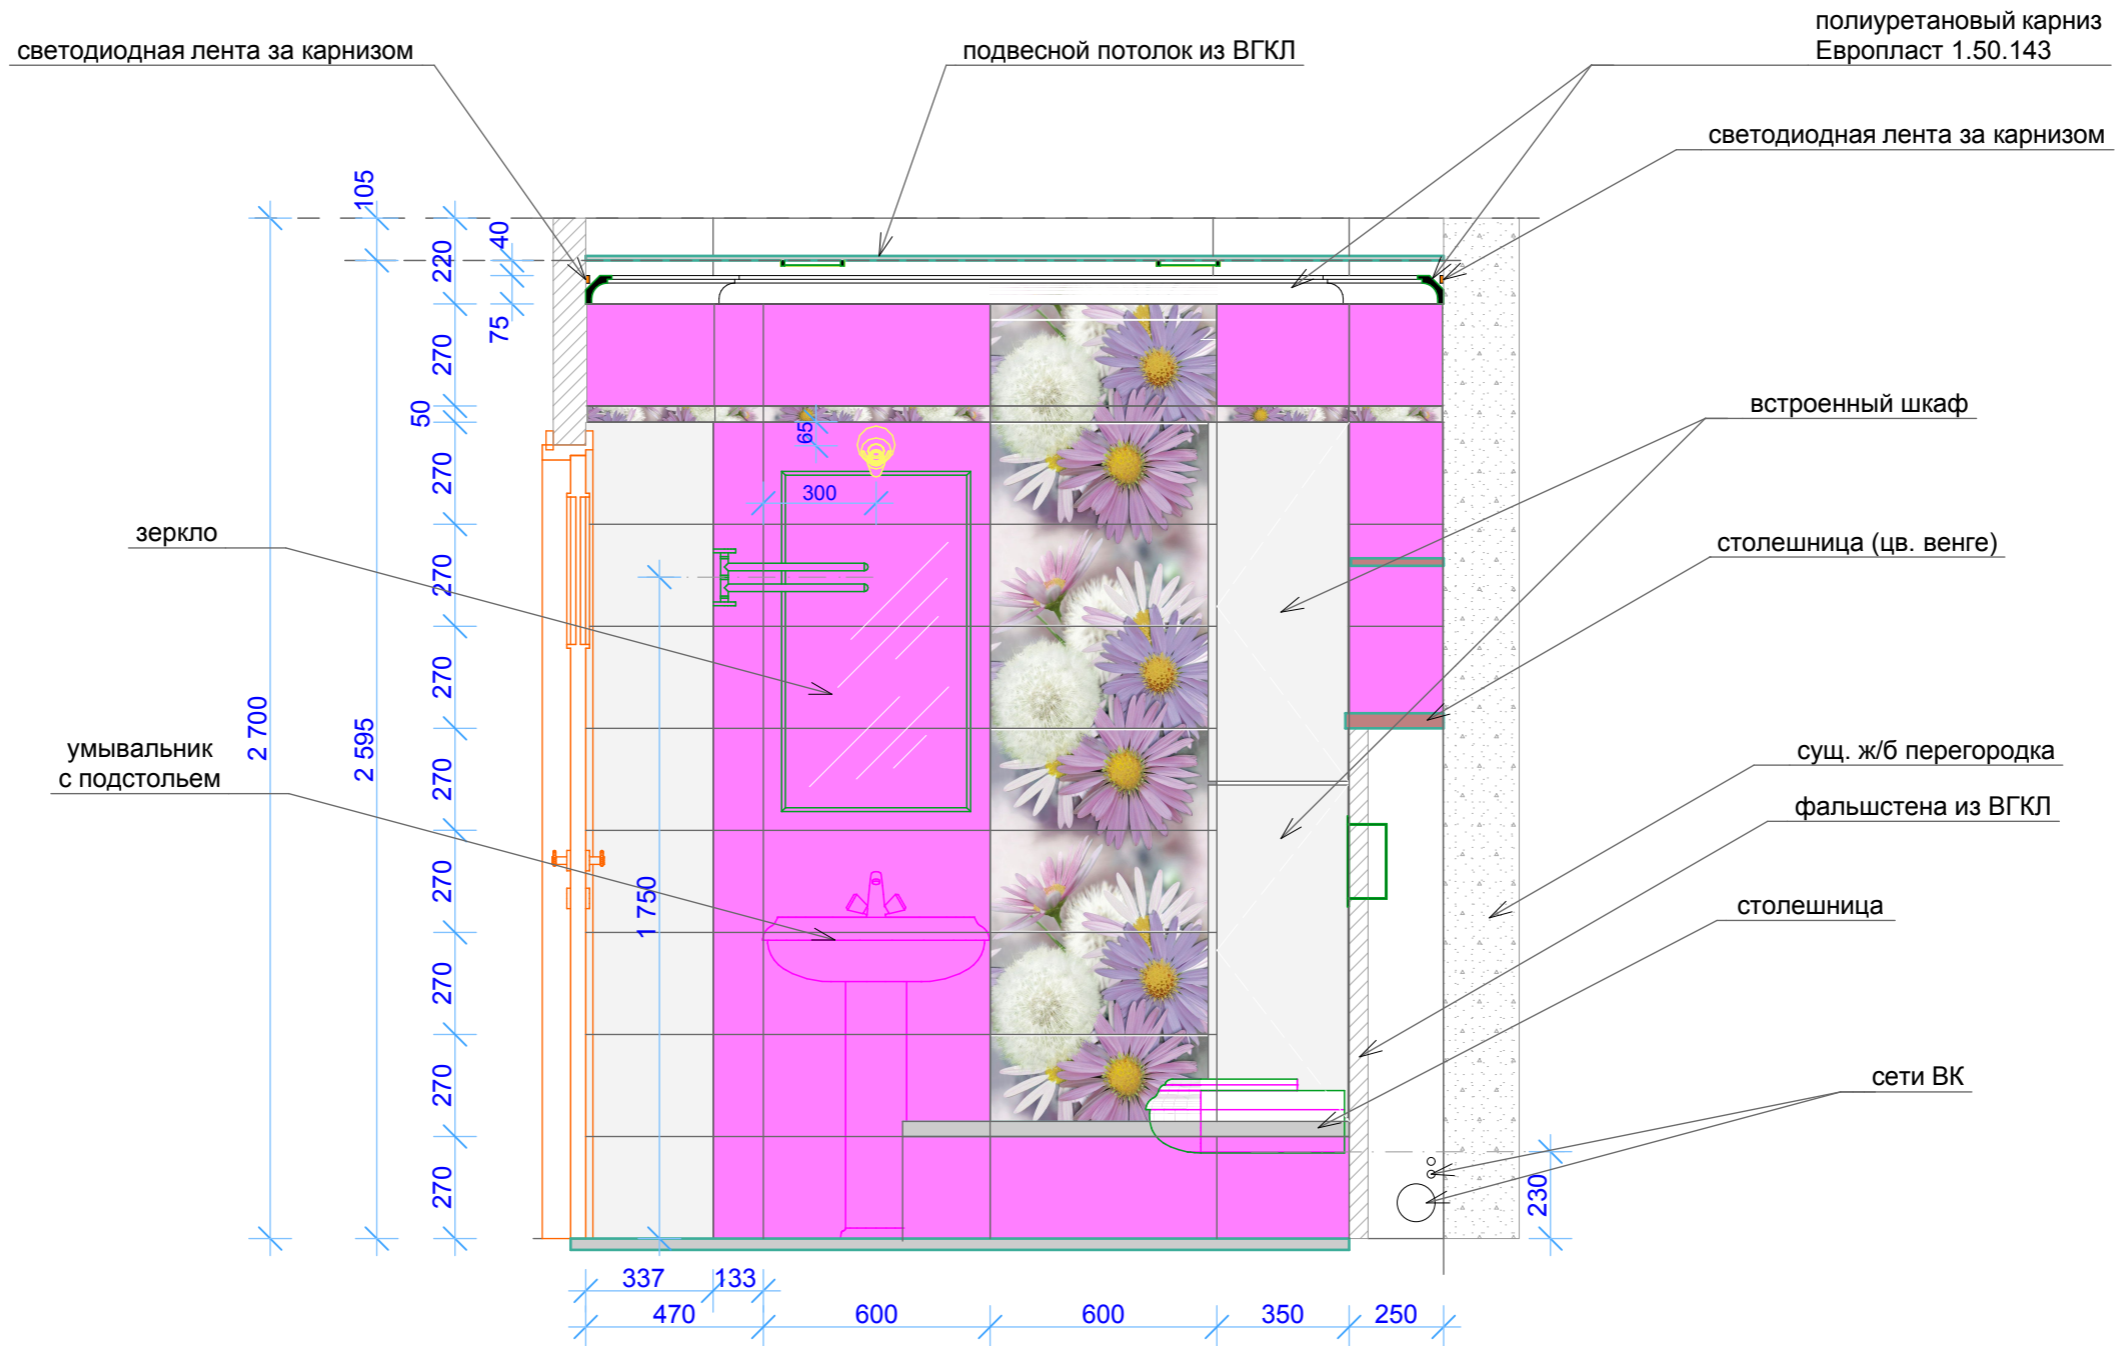 полиуретановый карниз
Европласт 1.50.143
светодиодная лента за карнизом
подвесной потолок из ВГКЛ
светодиодная лента за карнизом
105
40
220
75
270
50
65
270
встроенный шкаф
300
зеркло
столешница (цв. венге)
270
270
2 700
2 595
умывальник
с подстольем
сущ. ж/б перегородка
270
фальшстена из ВГКЛ
270
1 750
столешница
270
270
сети ВК
270
230
337
133
470
600
600
350
250